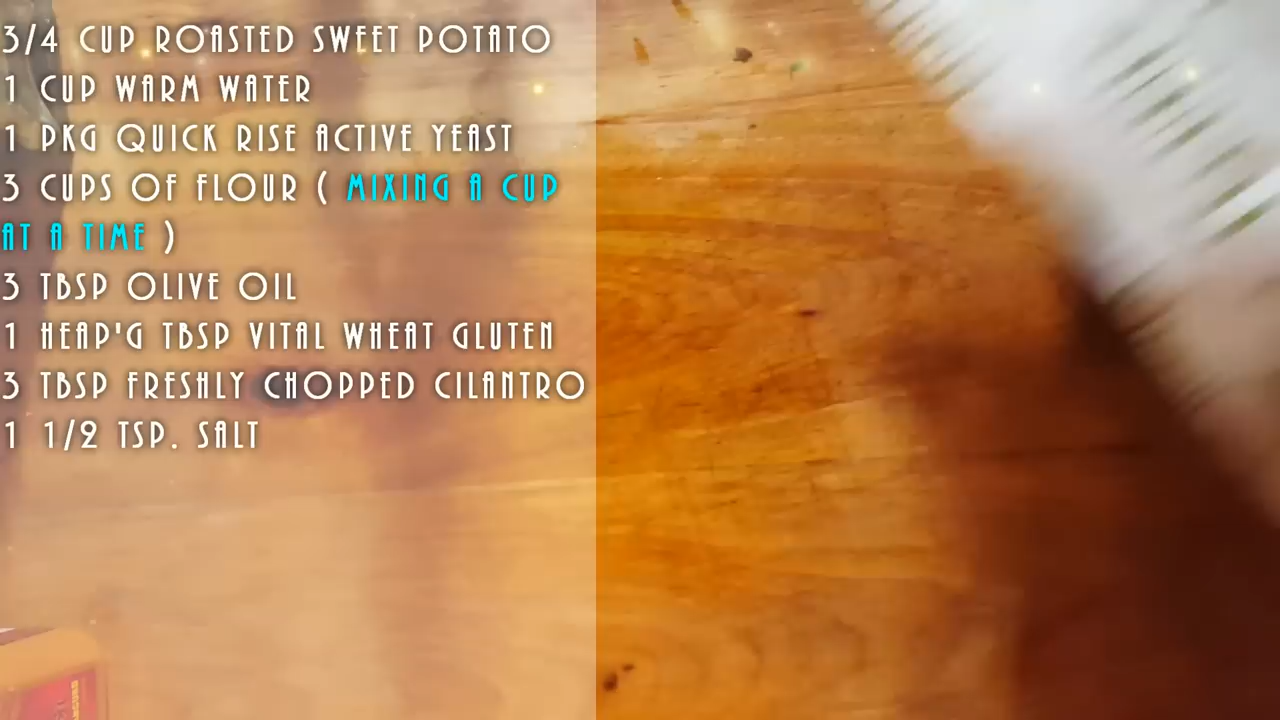 3/4 CUP ROASTED SWEET POTATO
1 CUP WARM WATER
1 PKG QUICK RISE ACTIVE YEAST
3 CUPS OF FLOUR ( MIXING A CUP
AT A TIME )
3 TBSP OLIVE OIL
1 HEAP'G TBSP VITAL WHEAT GLUTEN
3 TBSP FRESHLY CHOPPED CILANTRO
1 1/2 TSP. SALT